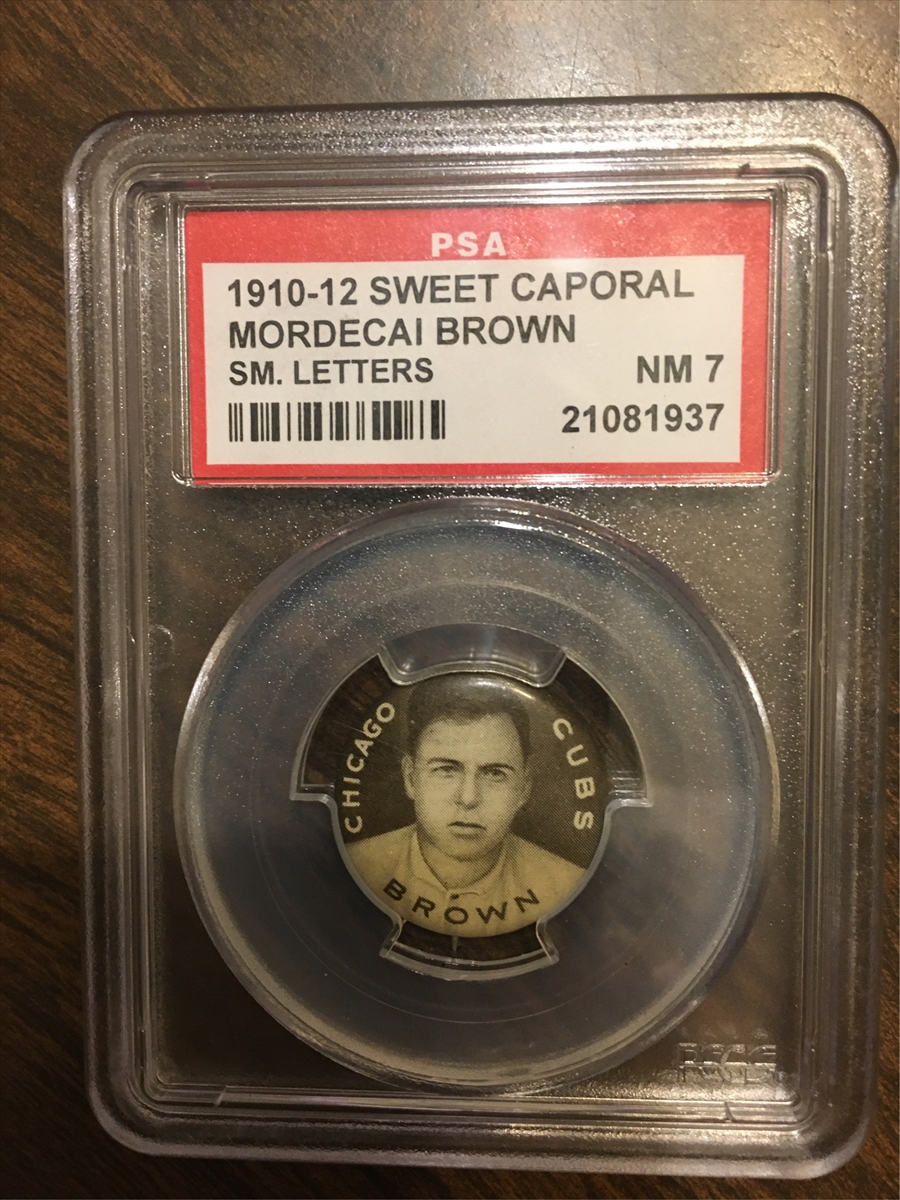 PSA
1910-12 SWEET CAPORAL
MORDECAI BROWN
SM. LETTERS NM 7
21081937
CHICAGO CUBS
BROWN